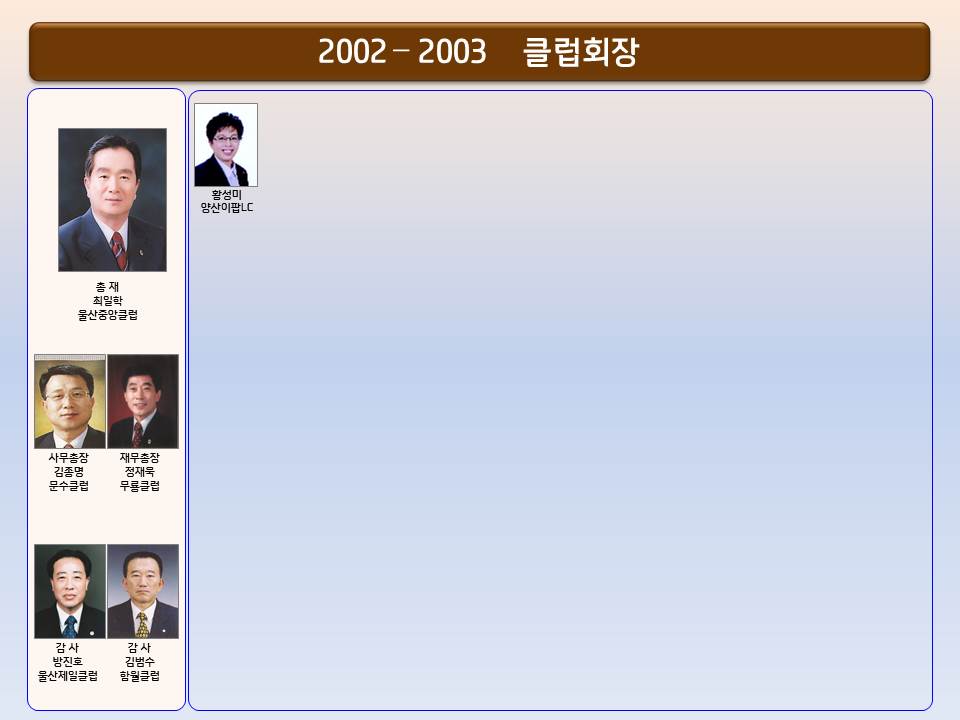 2002 – 2003 클럽회장
총 재
최일학
울산중앙클럽
사무총장
김종명
문수클럽
재무총장
정재욱
무룡클럽
감 사
방진호
울산제일클럽
감 사
김범수
함월클럽
황성미
양산이팝LC